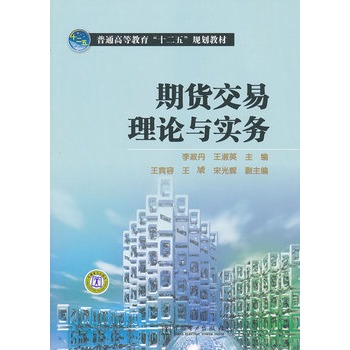 普通高等教育“十二五”规划教材
期货交易
理论与实务
李淑丹 王淑英 主 编
王宾容 王 宋光辉 副主编